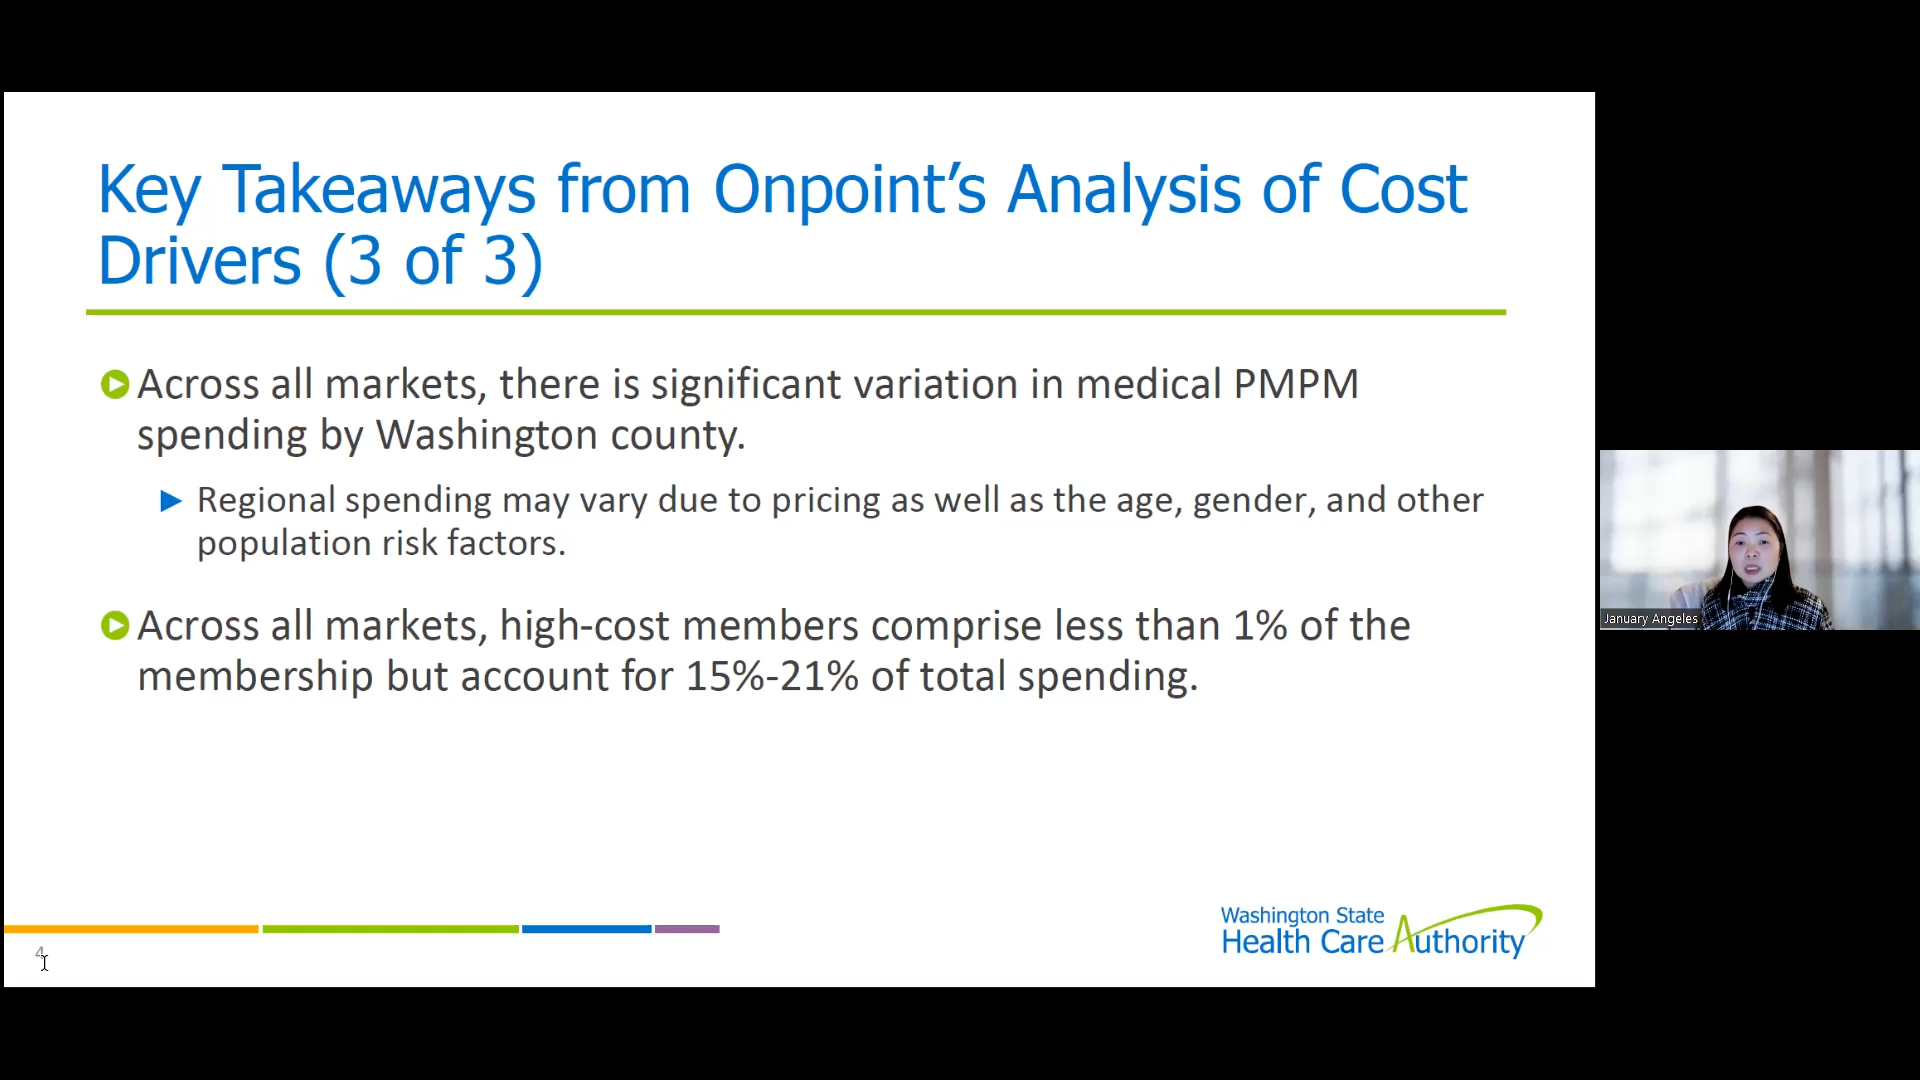 Key Takeaways from Onpoint’s Analysis of Cost
Drivers (3 of 3)
Across all markets, there is significant variation in medical PMPM
spending by Washington county.
Regional spending may vary due to pricing as well as the age, gender, and other
population risk factors.
Across all markets, high-cost members comprise less than 1% of the
membership but account for 15%-21% of total spending.
January Angeles
Washington State
Health Care Authority
4